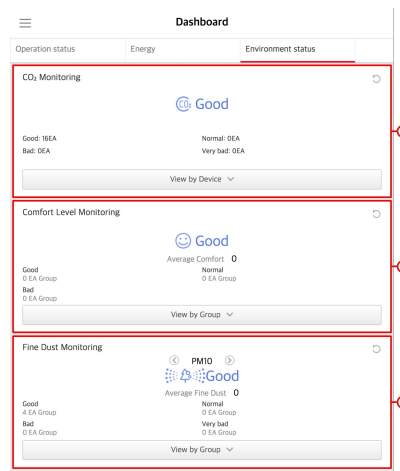 Dashboard
Operation status Energy Environment status
CO₂ Monitoring
CO₂ Good
Good: 16EA Normal: 0EA
Bad: 0EA Very bad: 0EA
View by Device
Comfort Level Monitoring
Good
Average Comfort 0
Good Normal
0 EA Group 0 EA Group
Bad
0 EA Group
View by Group
Fine Dust Monitoring
PM10
Good
Average Fine Dust 0
Good Normal
4 EA Group 0 EA Group
Bad Very bad
0 EA Group 0 EA Group
View by Group